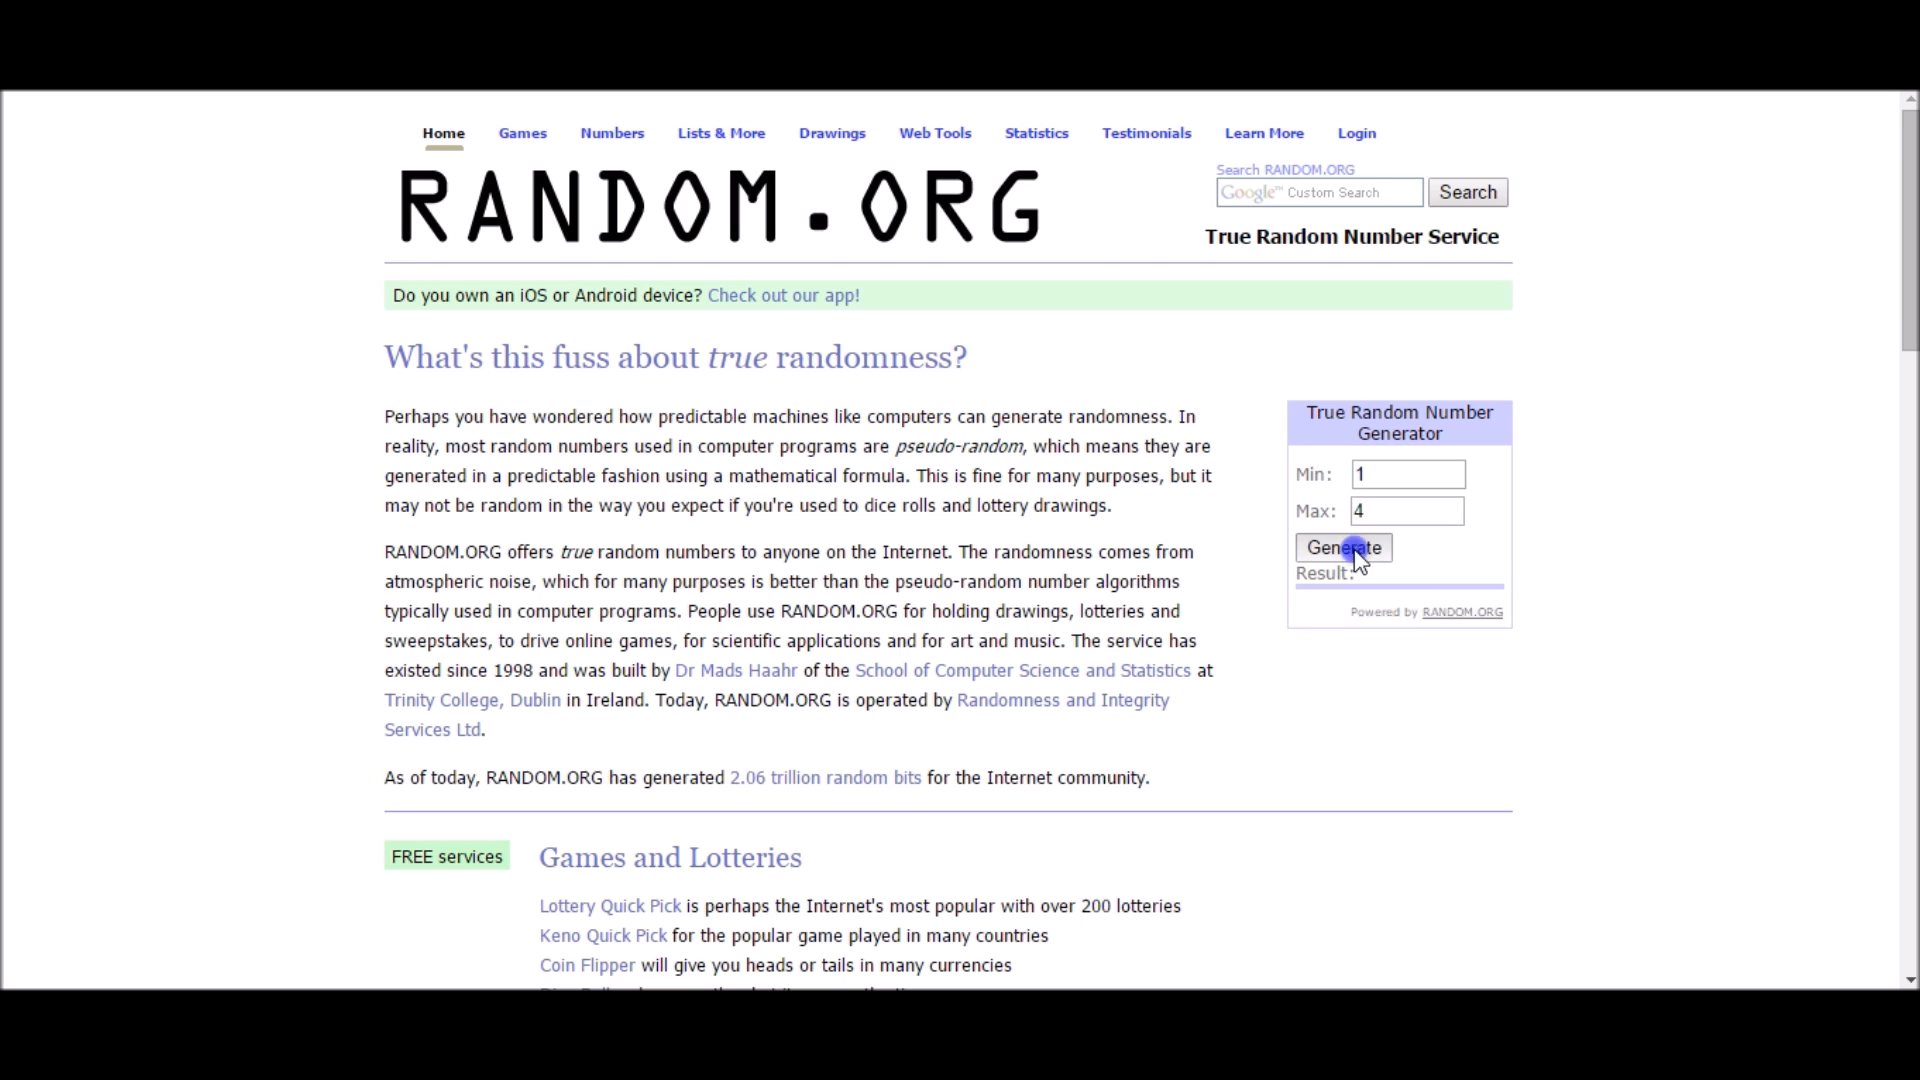 Home Games Numbers Lists & More Drawings Web Tools Statistics Testimonials Learn More Login
RANDOM.ORG
Search RANDOM.ORG
Google™ Custom Search Search
True Random Number Service
Do you own an iOS or Android device? Check out our app!
What's this fuss about true randomness?
Perhaps you have wondered how predictable machines like computers can generate randomness. In
reality, most random numbers used in computer programs are pseudo-random, which means they are
generated in a predictable fashion using a mathematical formula. This is fine for many purposes, but it
may not be random in the way you expect if you're used to dice rolls and lottery drawings.
RANDOM.ORG offers true random numbers to anyone on the Internet. The randomness comes from
atmospheric noise, which for many purposes is better than the pseudo-random number algorithms
typically used in computer programs. People use RANDOM.ORG for holding drawings, lotteries and
sweepstakes, to drive online games, for scientific applications and for art and music. The service has
existed since 1998 and was built by Dr Mads Haahr of the School of Computer Science and Statistics at
Trinity College, Dublin in Ireland. Today, RANDOM.ORG is operated by Randomness and Integrity
Services Ltd.
As of today, RANDOM.ORG has generated 2.06 trillion random bits for the Internet community.
True Random Number
Generator
Min: 1
Max: 4
Generate
Result:
Powered by RANDOM.ORG
FREE services
Games and Lotteries
Lottery Quick Pick is perhaps the Internet's most popular with over 200 lotteries
Keno Quick Pick for the popular game played in many countries
Coin Flipper will give you heads or tails in many currencies